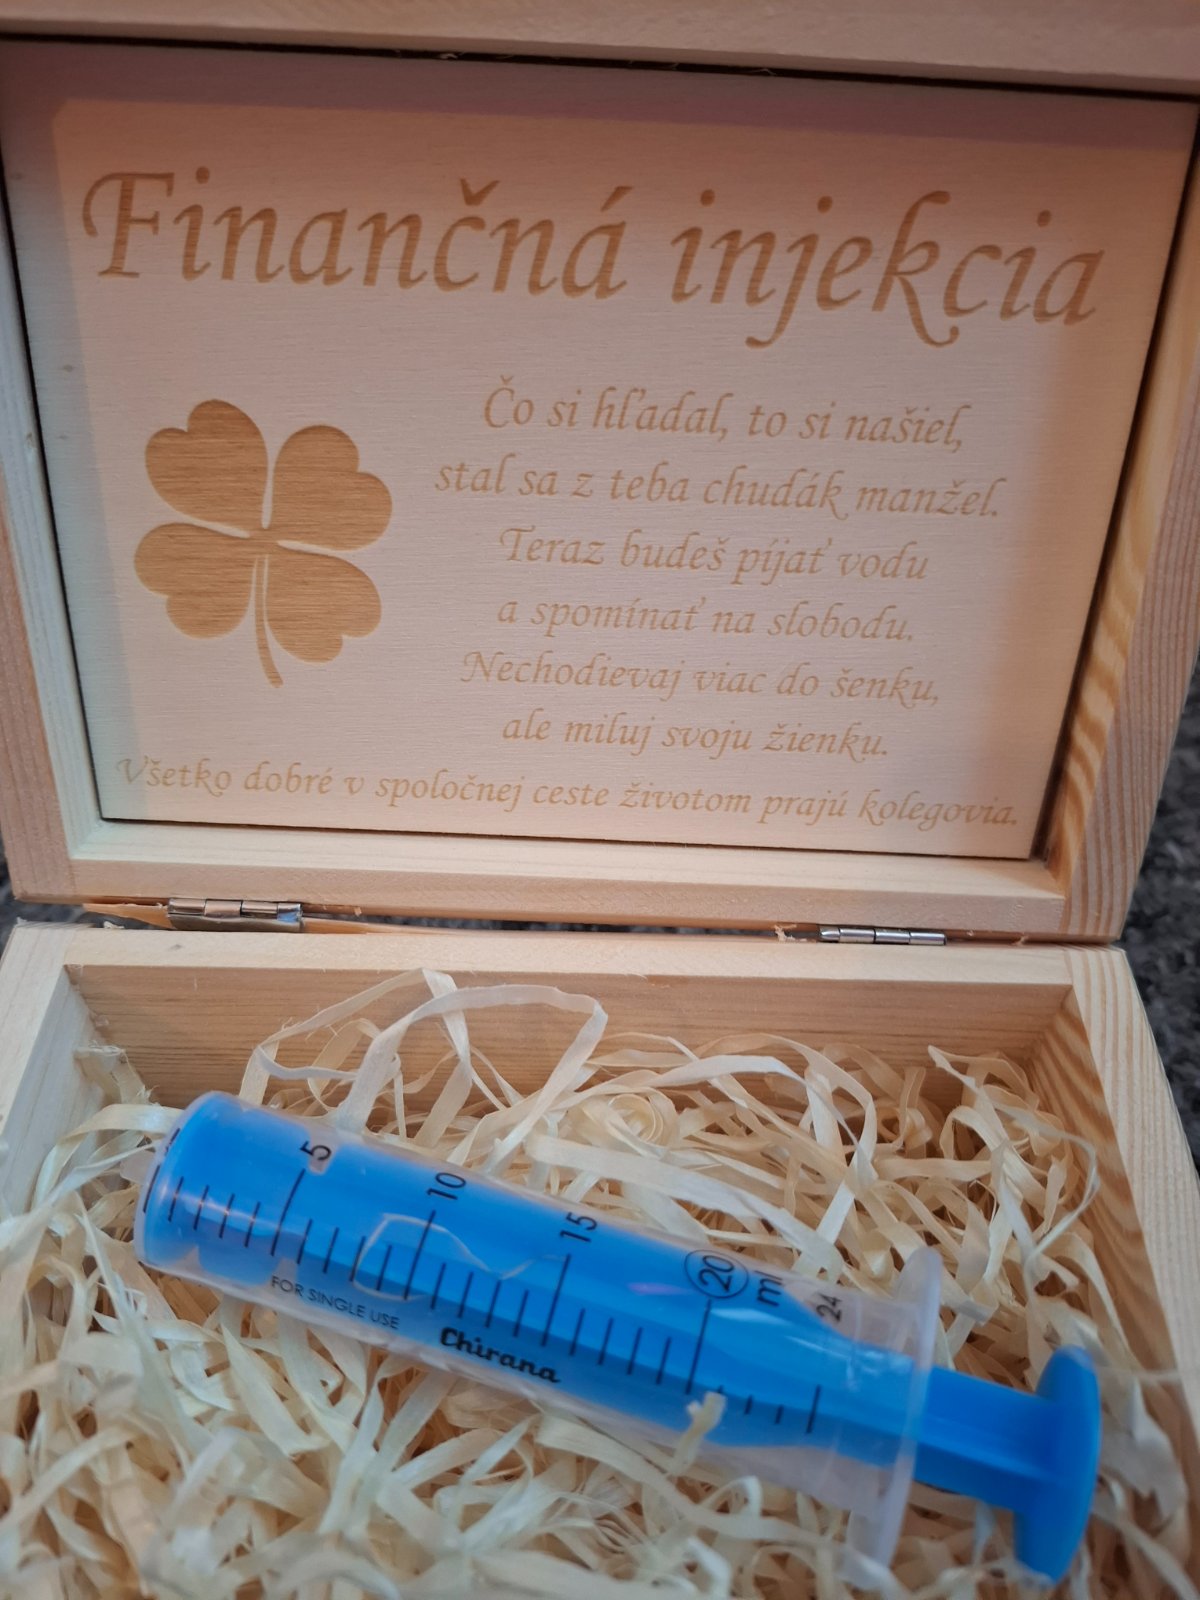 Finančná injekcia
Čo si hľadal, to si našiel,
stal sa z teba chudák manžel.
Teraz budeš píjať vodu
a spomínať na slobodu.
Nechodievaj viac do šenku,
ale miluj svoju žienku.
Všetko dobré v spoločnej ceste životom prajú kolegovia.
5
10
15
20
ml
24
FOR SINGLE USE
Chirana